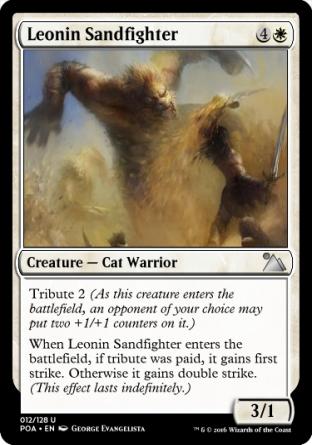 Leonin Sandfighter 4
Creature — Cat Warrior
Tribute 2 (As this creature enters the
battlefield, an opponent of your choice may
put two +1/+1 counters on it.)
When Leonin Sandfighter enters the
battlefield, if tribute was paid, it gains first
strike. Otherwise it gains double strike.
(This effect lasts indefinitely.)
3/1
012/128 U
POA • EN GEORGE EVANGELISTA
™ & © 2016 Wizards of the Coast